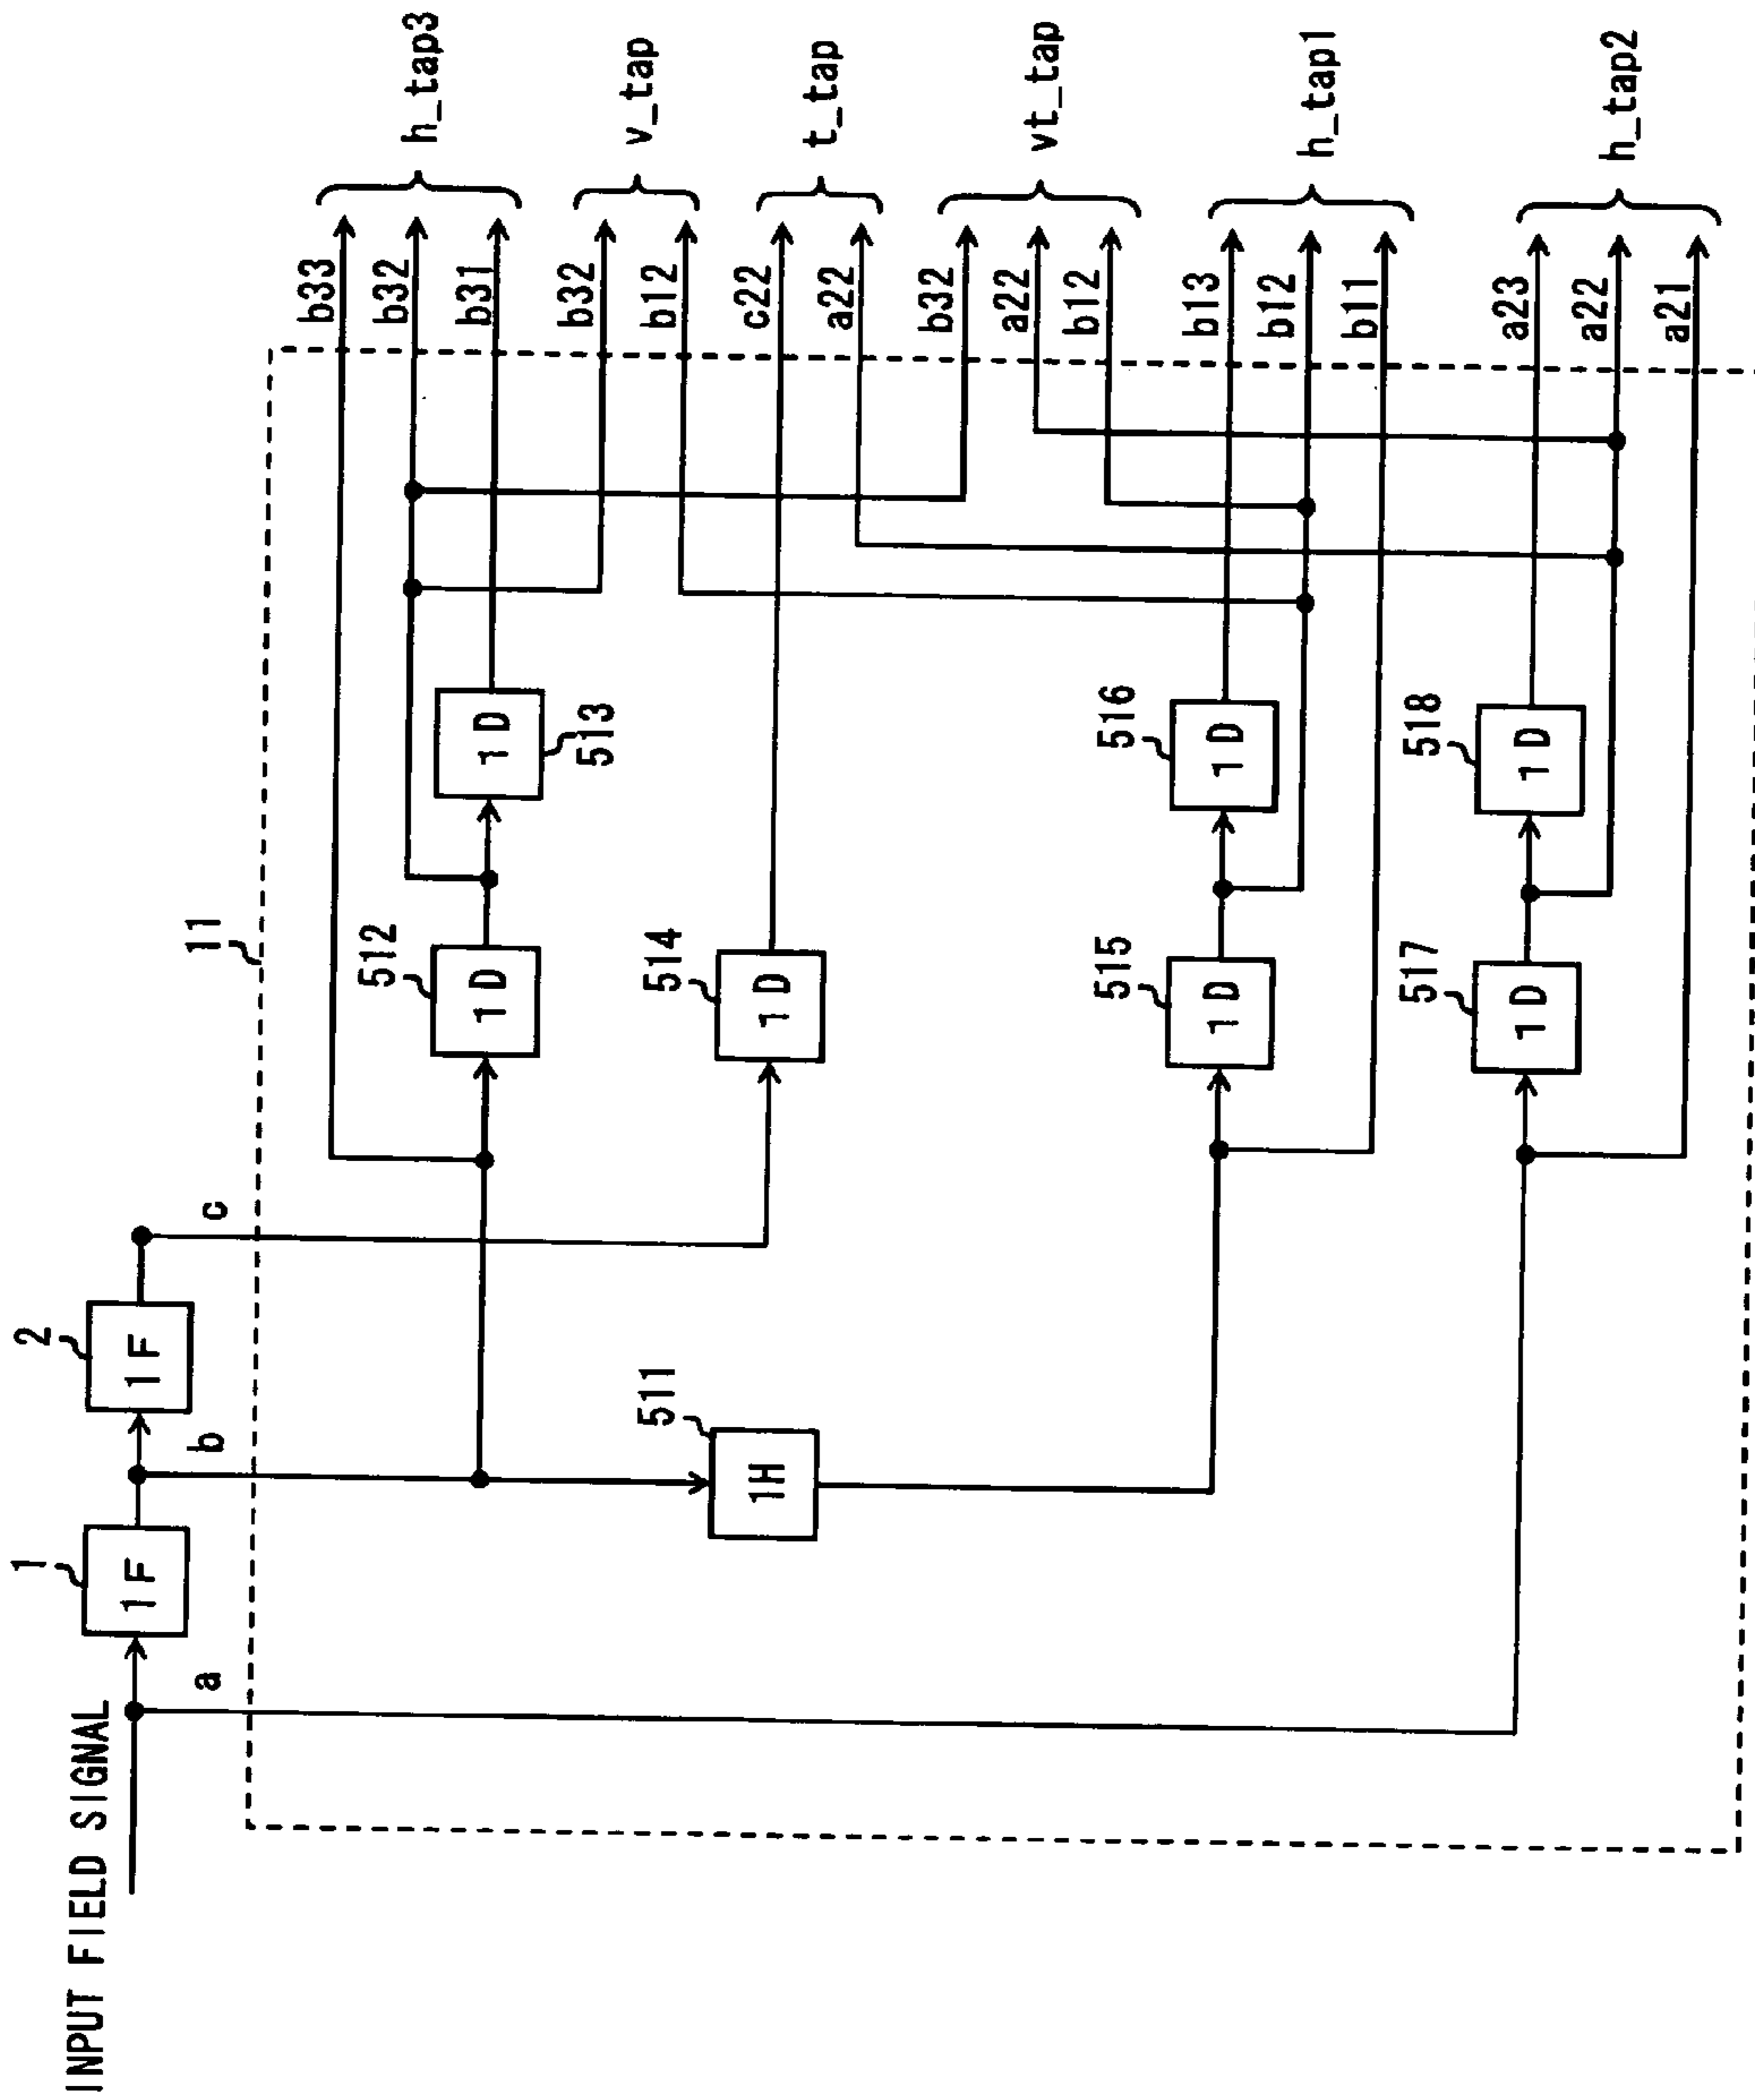 INPUT FIELD SIGNAL
1
1F
2
1F
a
b
c
11
b33
b32
b31
h_tap3
512
1D
1D
513
b32
b12
v_tap
511
1H
514
1D
c22
a22
t_tap
b32
a22
b12
vt_tap
515
1D
516
1D
b13
b12
b11
h_tap1
517
1D
518
1D
a23
a22
a21
h_tap2